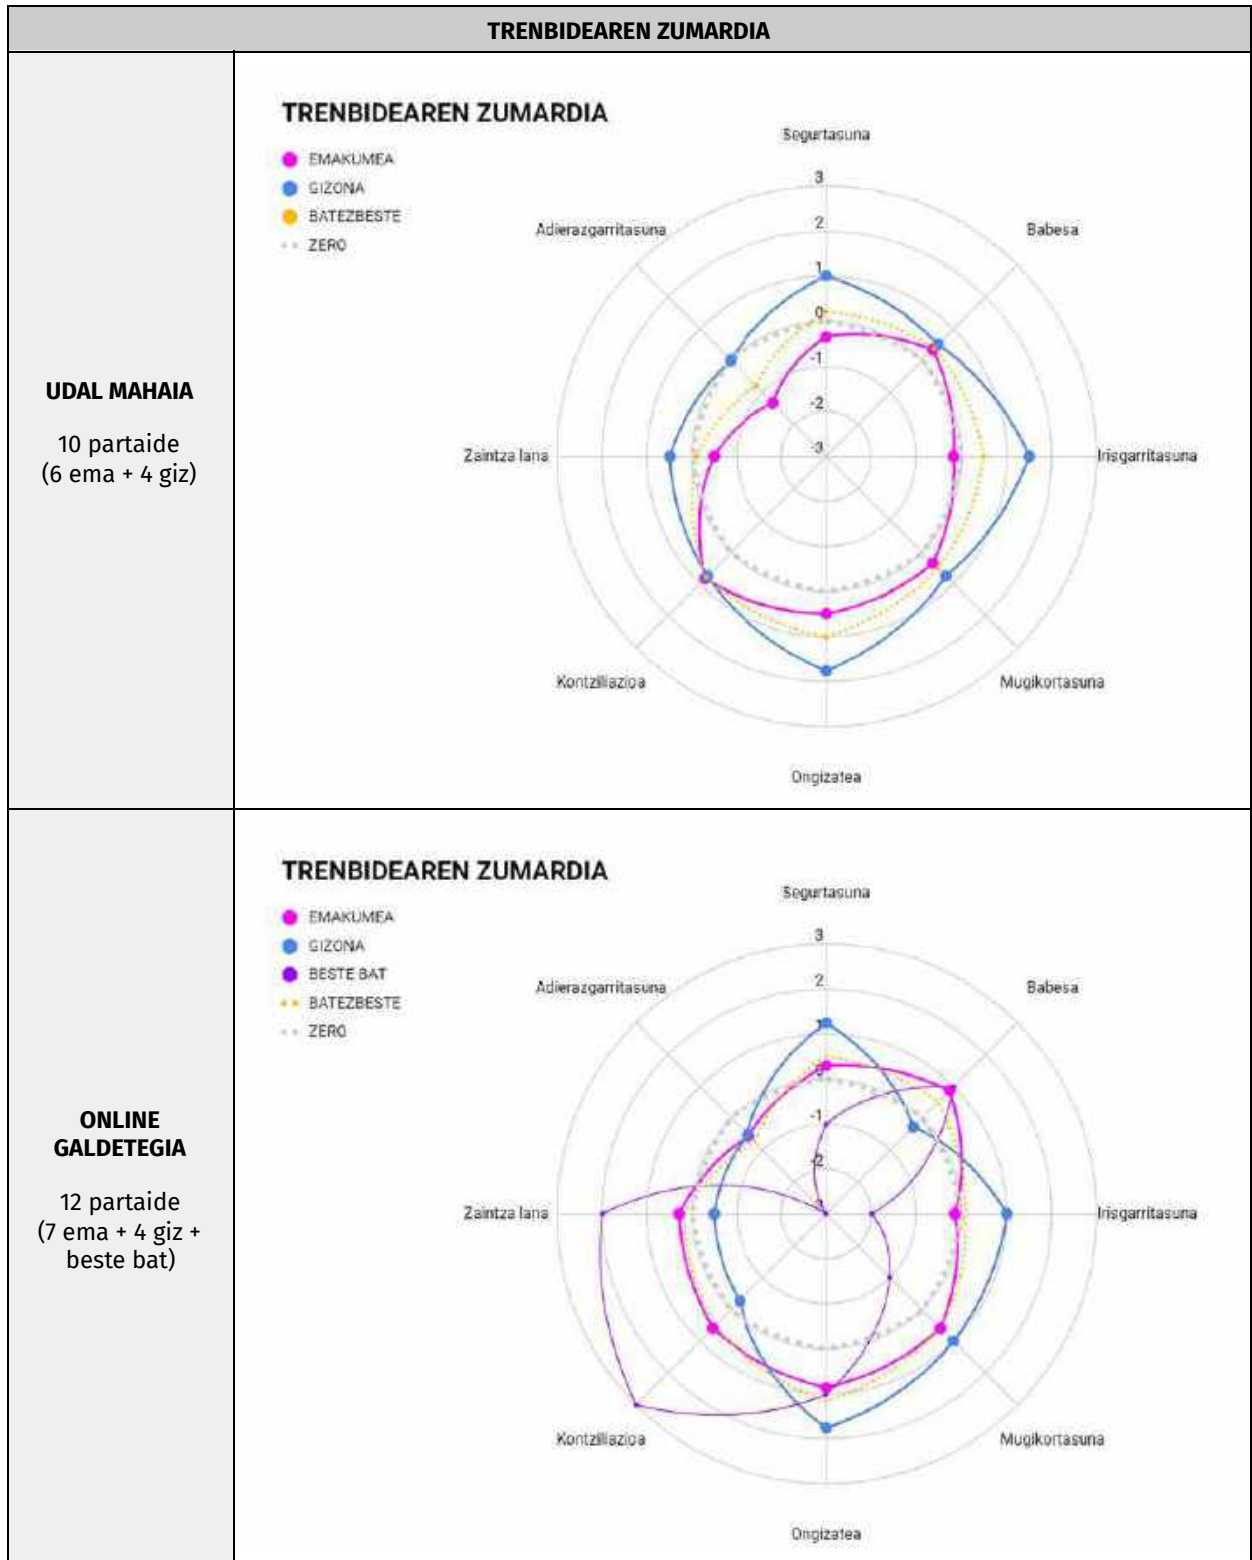 TRENBIDEAREN ZUMARDIA
UDAL MAHAIA
10 partaide
(6 ema + 4 giz)
TRENBIDEAREN ZUMARDIA
EMAKUMEA
GIZONA
BATEZBESTE
ZERO
Segurtasuna
Babesa
Irisgarritasuna
Mugikortasuna
Ongizatea
Kontziliazioa
Zaintza lana
Adierazgarritasuna
3
2
1
0
-1
-2
-3
ONLINE
GALDETEGIA
12 partaide
(7 ema + 4 giz +
beste bat)
TRENBIDEAREN ZUMARDIA
EMAKUMEA
GIZONA
BESTE BAT
BATEZBESTE
ZERO
Segurtasuna
Babesa
Irisgarritasuna
Mugikortasuna
Ongizatea
Kontziliazioa
Zaintza lana
Adierazgarritasuna
3
2
1
-1
-2